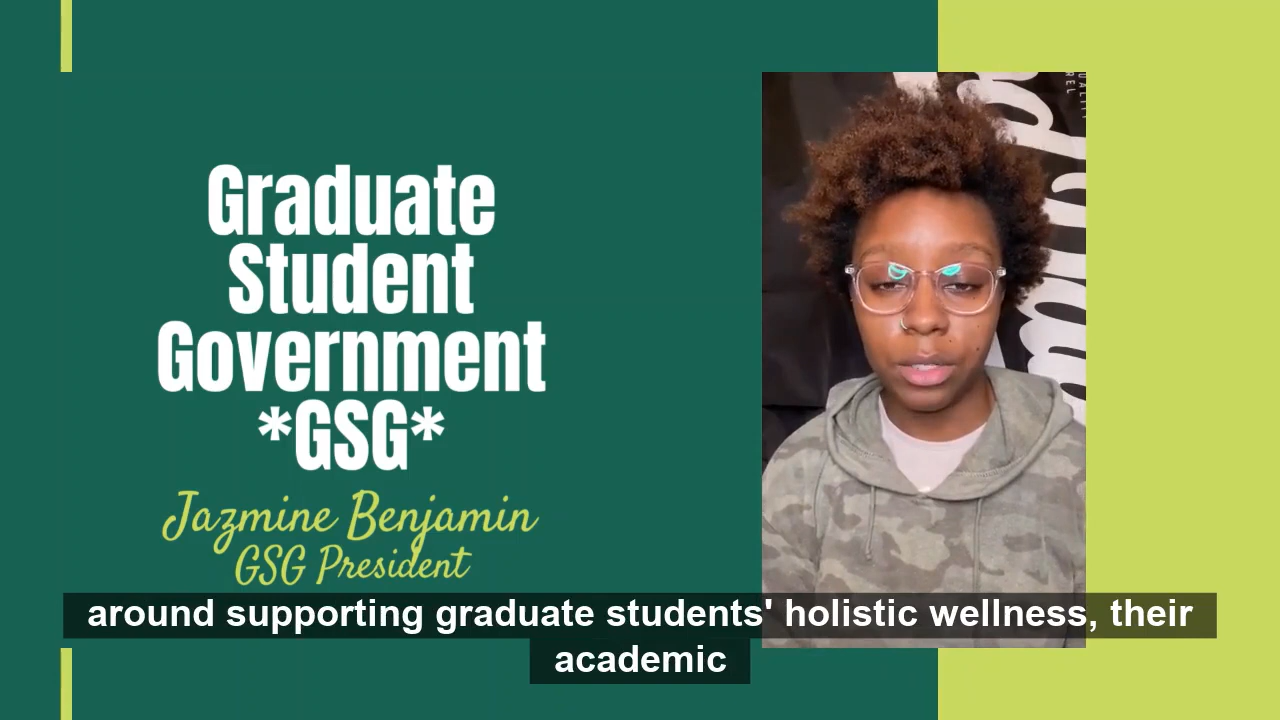 Graduate
Student
Government
*GSG*
Jazmine Benjamin
GSG President
around supporting graduate students' holistic wellness, their
academic